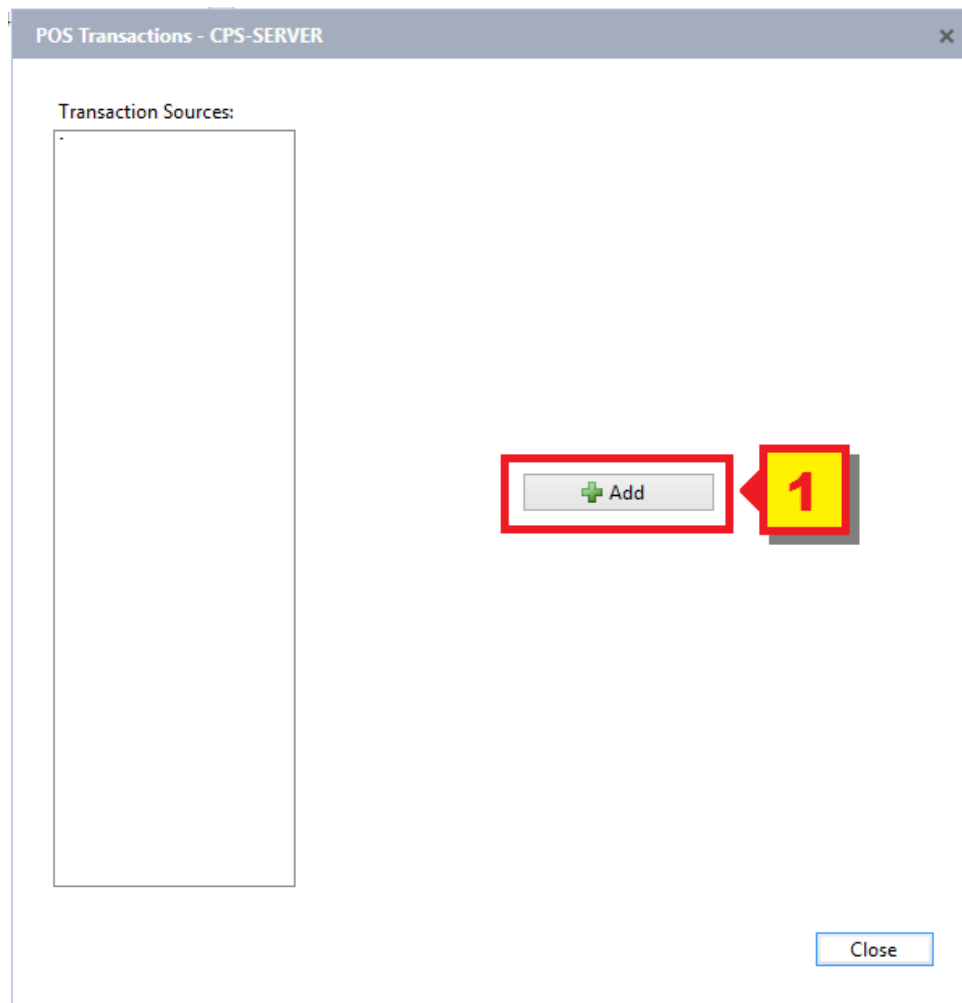 POS Transactions - CPS-SERVER
Transaction Sources:
-
Add
1
Close